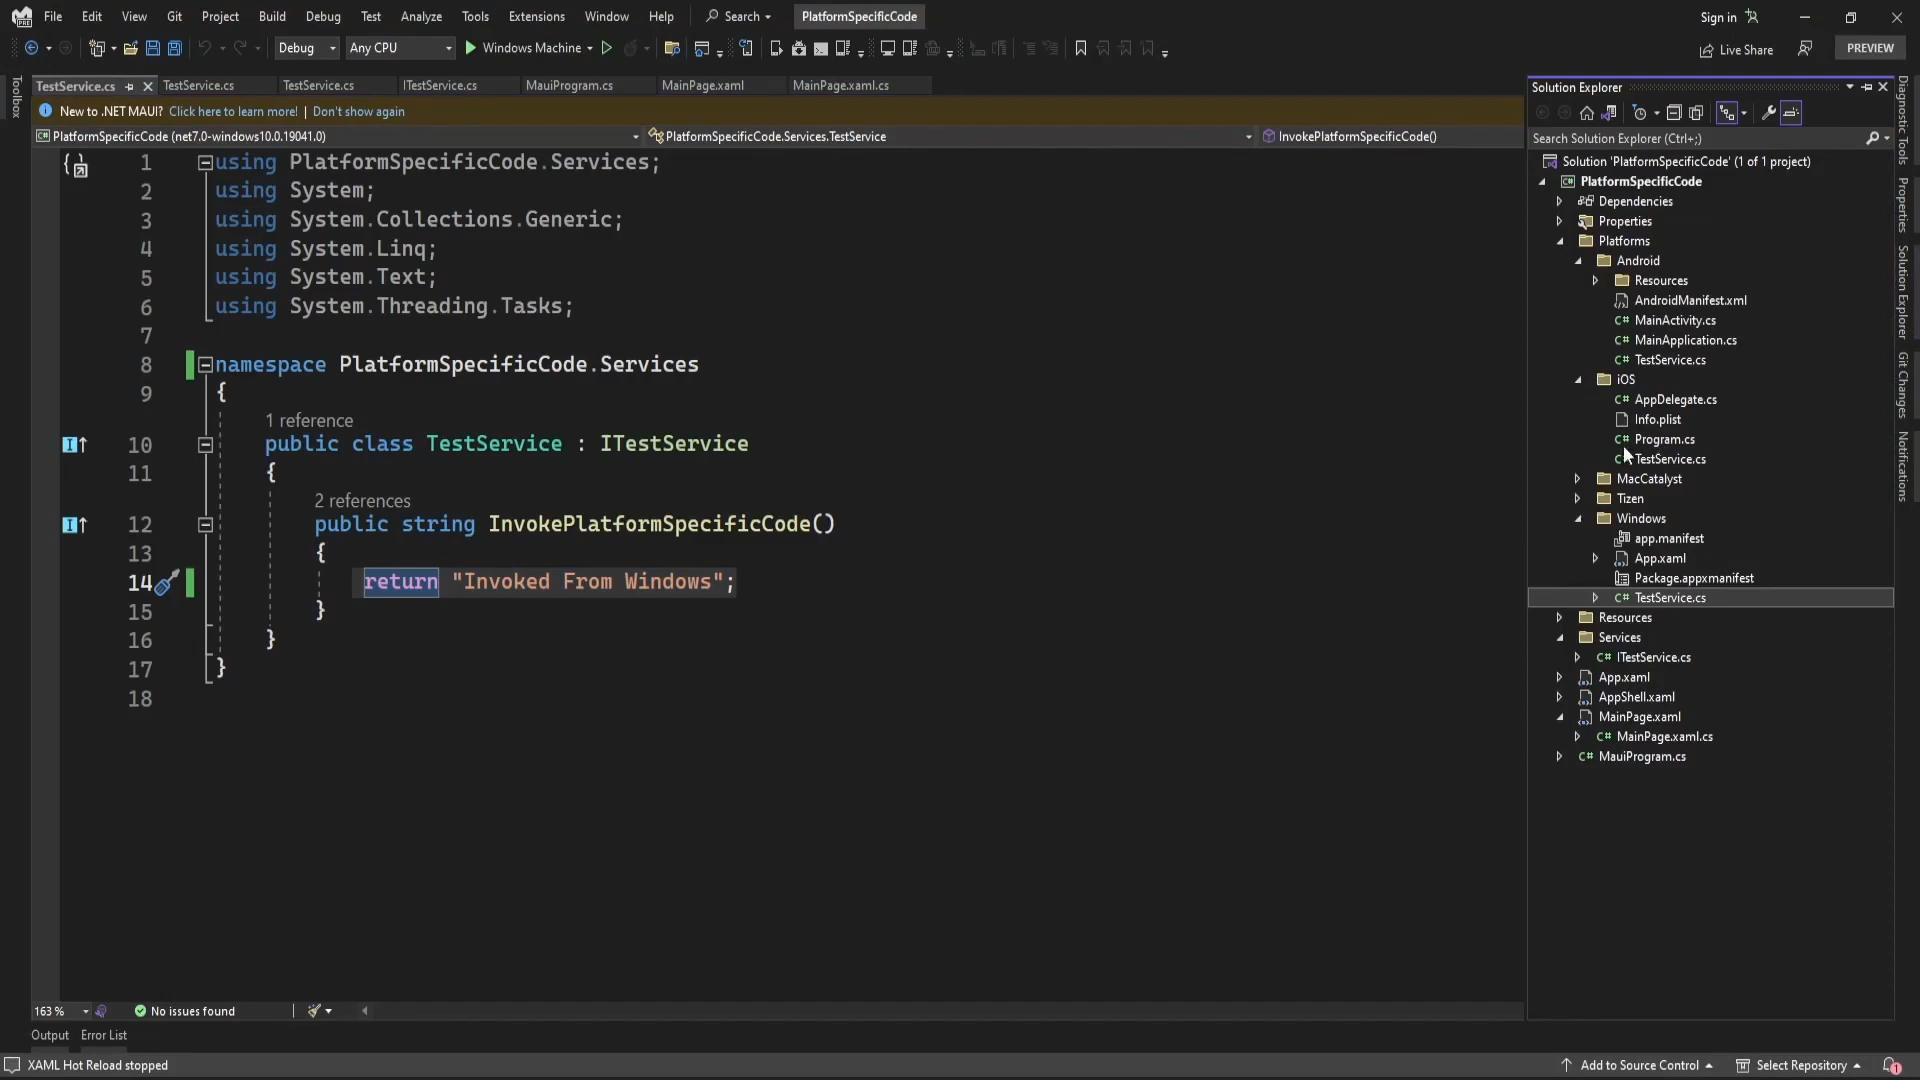 File Edit View Git Project Build Debug Test Analyze Tools Extensions Window Help Search PlatformSpecificCode Sign in
Debug Any CPU Windows Machine Live Share PREVIEW
TestService.cs TestService.cs TestService.cs ITestService.cs MauiProgram.cs MainPage.xaml MainPage.xaml.cs
New to .NET MAUI? Click here to learn more! | Don't show again
PlatformSpecificCode (net7.0-windows10.0.19041.0) PlatformSpecificCode.Services.TestService InvokePlatformSpecificCode()
Toolbox
1 using PlatformSpecificCode.Services;
2 using System;
3 using System.Collections.Generic;
4 using System.Linq;
5 using System.Text;
6 using System.Threading.Tasks;
7
8 namespace PlatformSpecificCode.Services
9 {
1 reference
10 public class TestService : ITestService
11 {
2 references
12 public string InvokePlatformSpecificCode()
13 {
14 return "Invoked From Windows";
15 }
16 }
17 }
18
163 % No issues found
Output Error List
XAML Hot Reload stopped
Solution Explorer
Search Solution Explorer (Ctrl+;)
Solution 'PlatformSpecificCode' (1 of 1 project)
PlatformSpecificCode
Dependencies
Properties
Platforms
Android
Resources
AndroidManifest.xml
MainActivity.cs
MainApplication.cs
TestService.cs
iOS
AppDelegate.cs
Info.plist
Program.cs
TestService.cs
MacCatalyst
Tizen
Windows
app.manifest
App.xaml
Package.appxmanifest
TestService.cs
Resources
Services
ITestService.cs
App.xaml
AppShell.xaml
MainPage.xaml
MainPage.xaml.cs
MauiProgram.cs
Diagnostic Tools
Properties
Solution Explorer
Git Changes
Notifications
Add to Source Control Select Repository 1